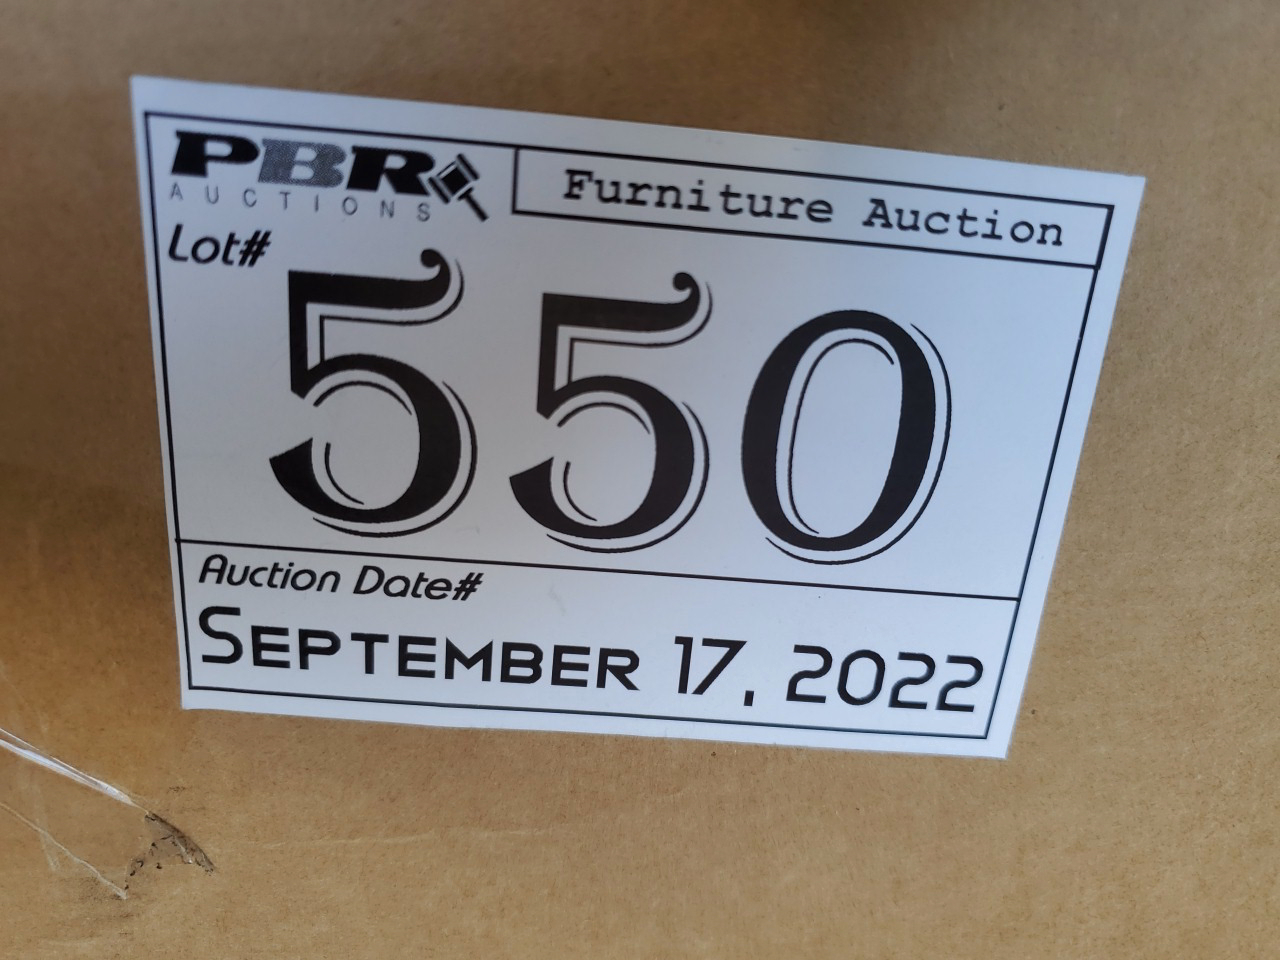 PBR
AUCTIONS
Furniture Auction
Lot#
550
Auction Date#
SEPTEMBER 17, 2022